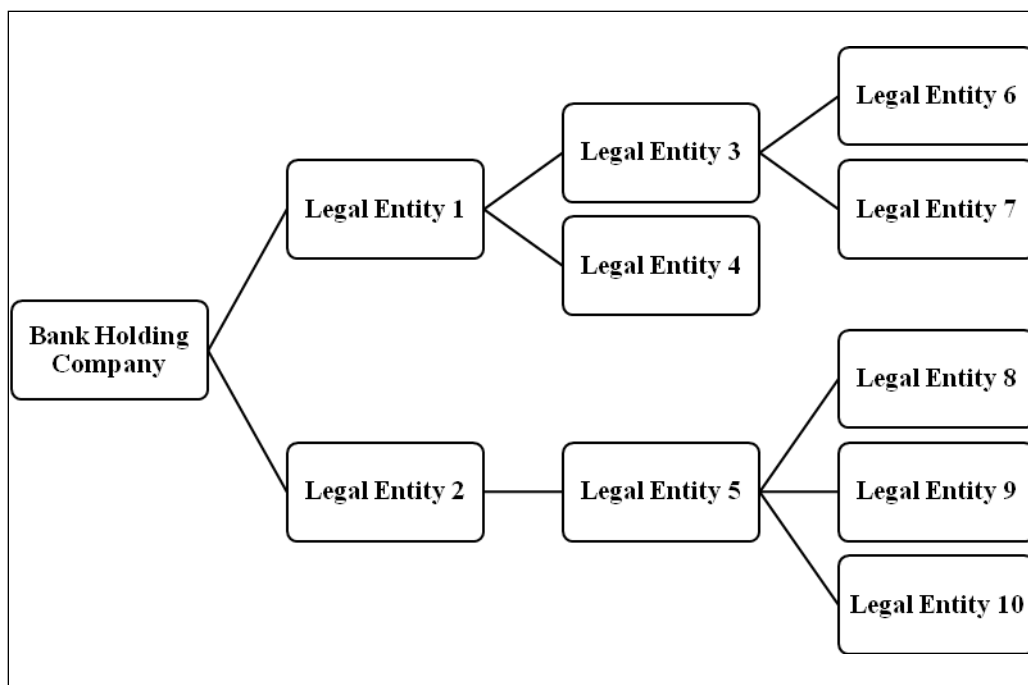 Legal Entity 6
Legal Entity 3
Legal Entity 1
Legal Entity 7
Legal Entity 4
Bank Holding
Company
Legal Entity 8
Legal Entity 2
Legal Entity 5
Legal Entity 9
Legal Entity 10